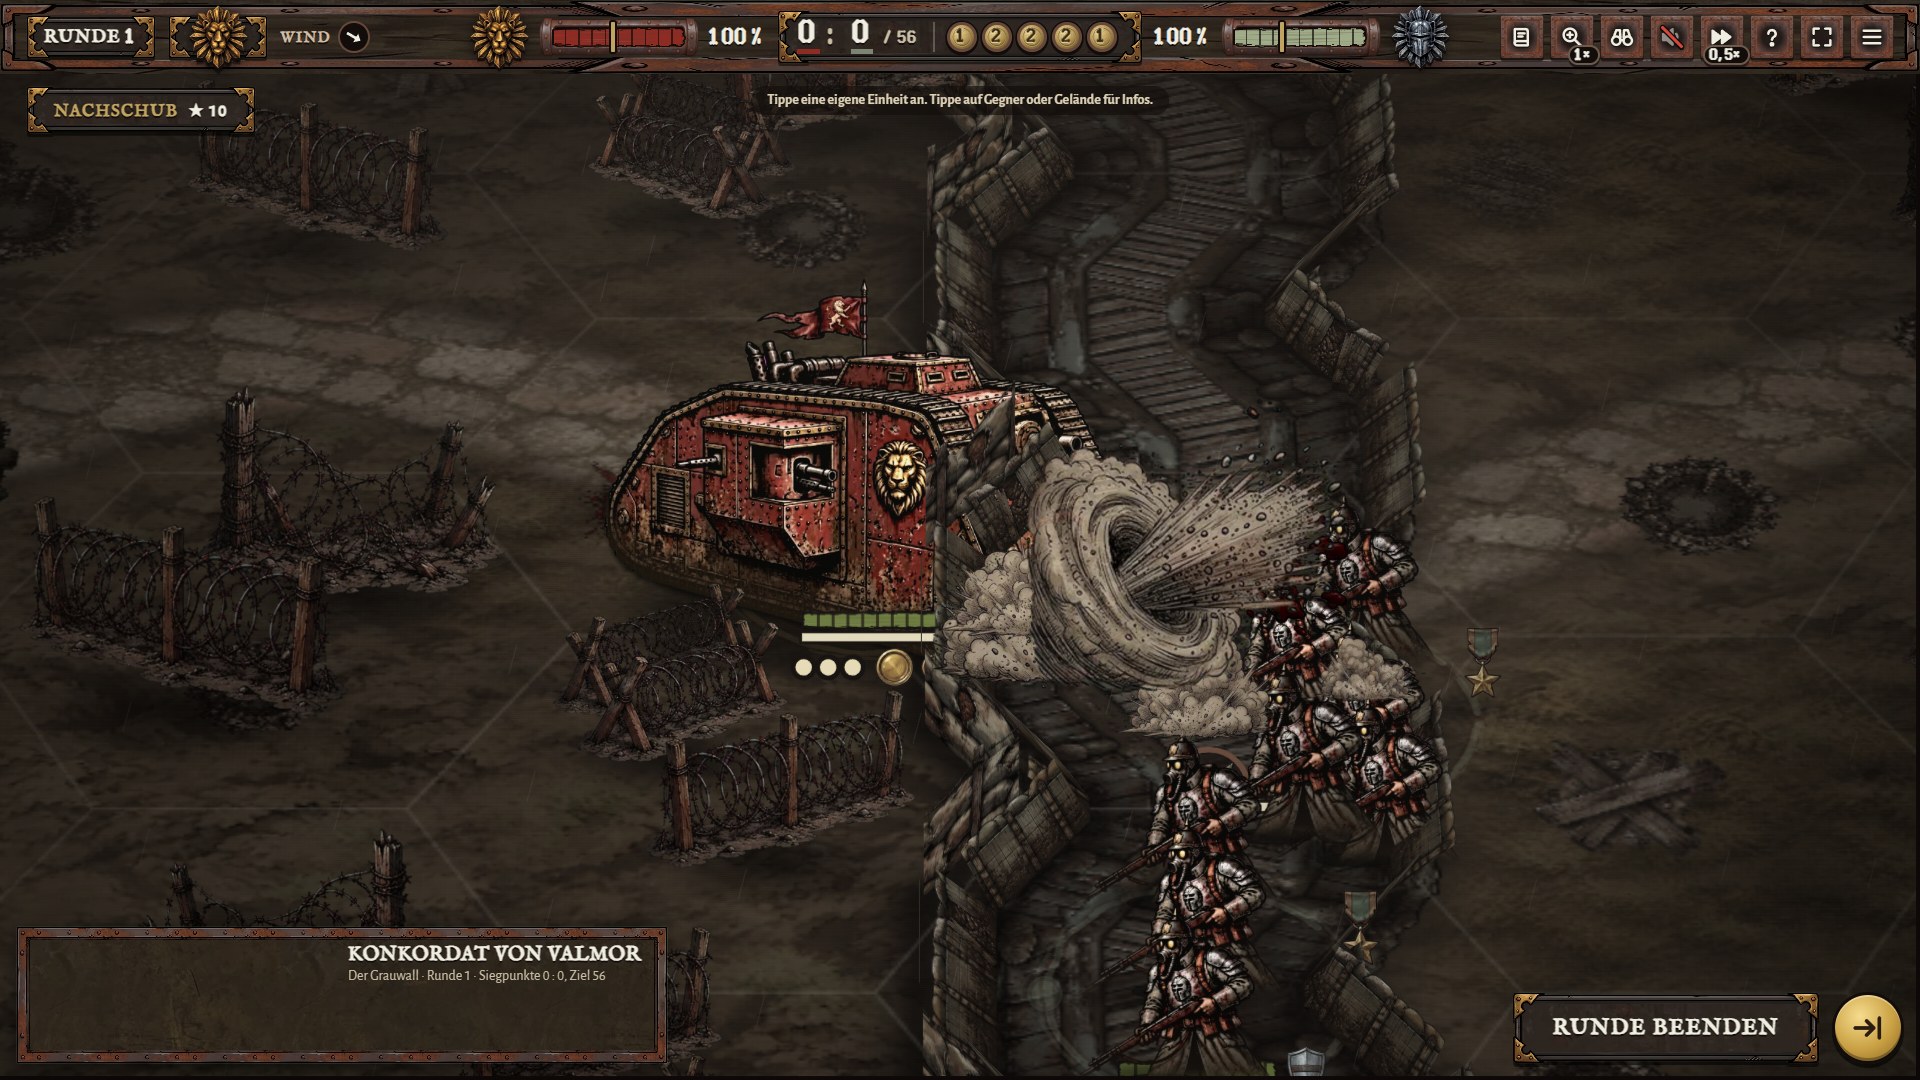 RUNDE 1
WIND
100%
0 : 0 / 56
1 2 2 2 1
100%
1×
0,5×
?
NACHSCHUB ★ 10
Tippe eine eigene Einheit an. Tippe auf Gegner oder Gelände für Infos.
KONKORDAT VON VALMOR
Der Grauwall · Runde 1 · Siegpunkte 0 : 0, Ziel 56
RUNDE BEENDEN